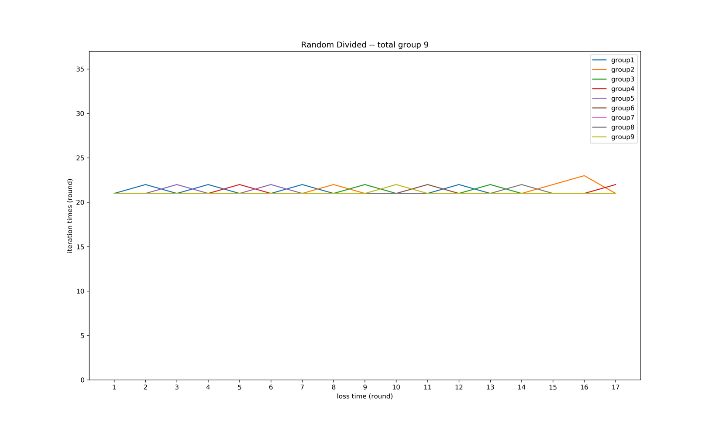 Random Divided -- total group 9
group1
group2
group3
group4
group5
group6
group7
group8
group9
35
30
25
20
15
10
5
0
iteration times (round)
1 2 3 4 5 6 7 8 9 10 11 12 13 14 15 16 17
loss time (round)